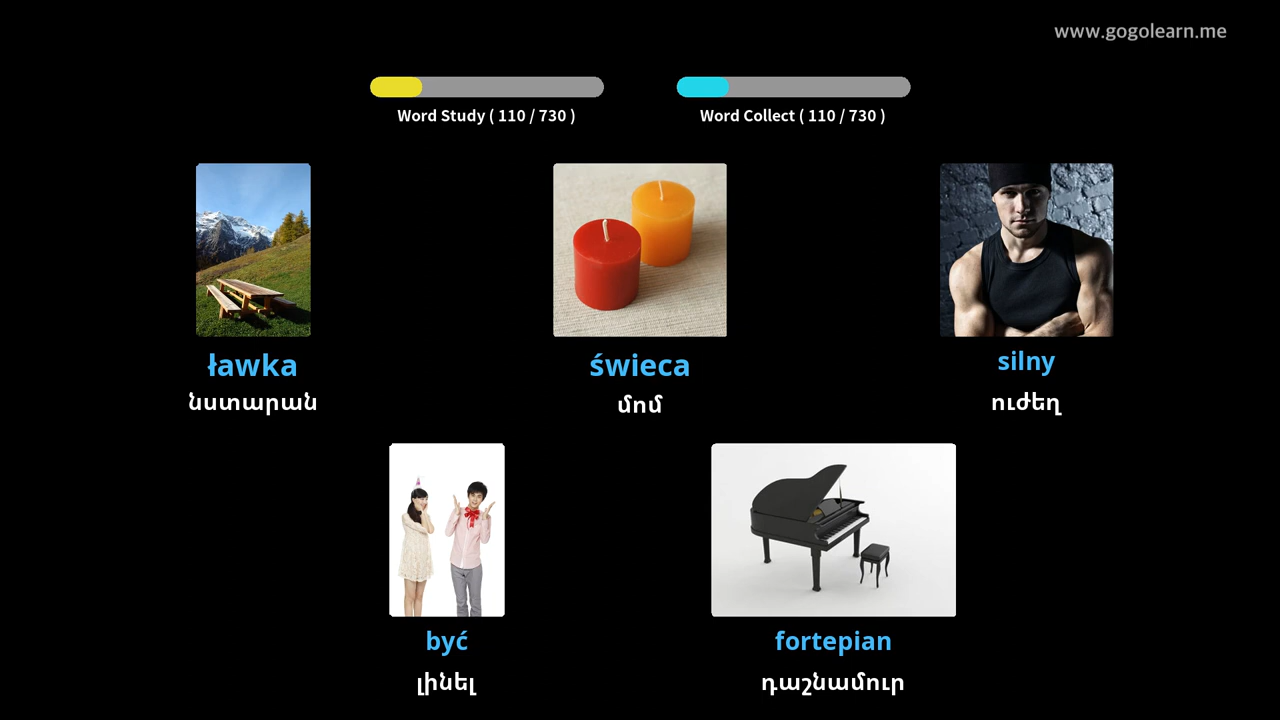 www.gogolearn.me
Word Study ( 110 / 730 )
Word Collect ( 110 / 730 )
ławka
նստարան
świeca
մոմ
silny
ուժեղ
być
լինել
fortepian
դաշնամուր